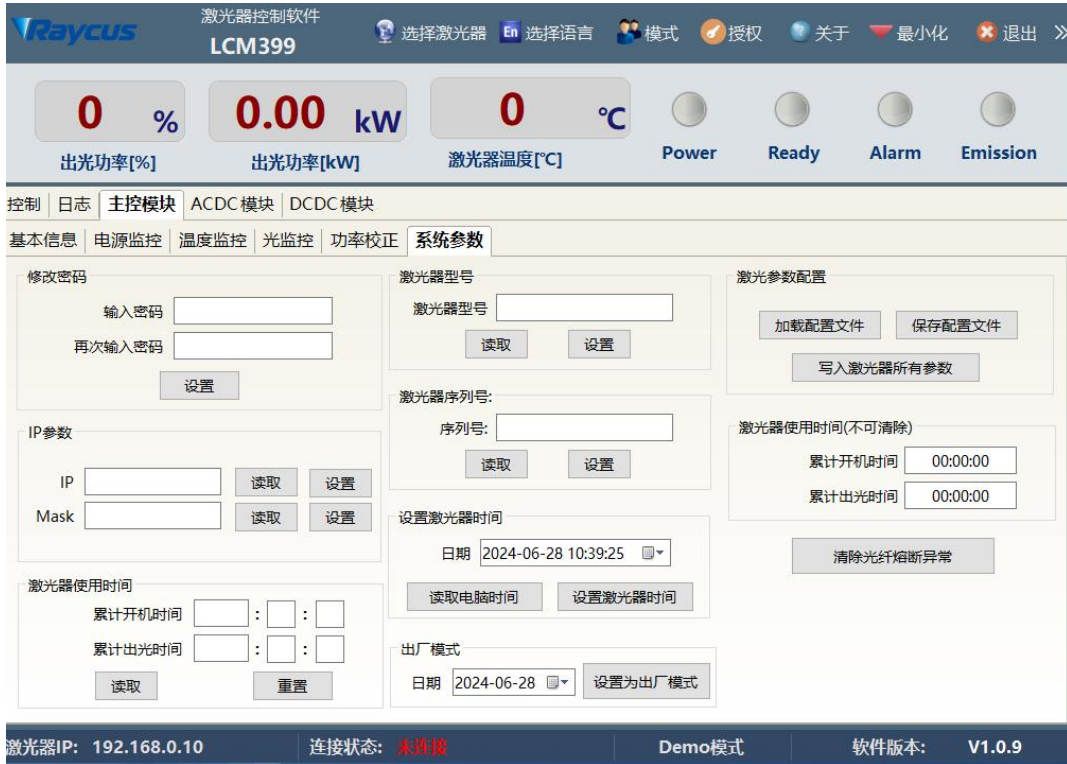 Raycus
激光器控制软件
LCM399
选择激光器 En 选择语言 模式 授权 关于 最小化 退出 »
0 % 0.00 kW 0 ℃
出光功率[%] 出光功率[kW] 激光器温度[℃] Power Ready Alarm Emission
控制 日志 主控模块 ACDC模块 DCDC模块
基本信息 电源监控 温度监控 光监控 功率校正 系统参数
修改密码
输入密码
再次输入密码
设置
IP参数
IP 读取 设置
Mask 读取 设置
激光器使用时间
累计开机时间 : :
累计出光时间 : :
读取 重置
激光器型号
激光器型号
读取 设置
激光器序列号:
序列号:
读取 设置
设置激光器时间
日期 2024-06-28 10:39:25
读取电脑时间 设置激光器时间
出厂模式
日期 2024-06-28 设置为出厂模式
激光参数配置
加载配置文件 保存配置文件
写入激光器所有参数
激光器使用时间(不可清除)
累计开机时间 00:00:00
累计出光时间 00:00:00
清除光纤熔断异常
激光器IP: 192.168.0.10 连接状态: 未连接 Demo模式 软件版本: V1.0.9